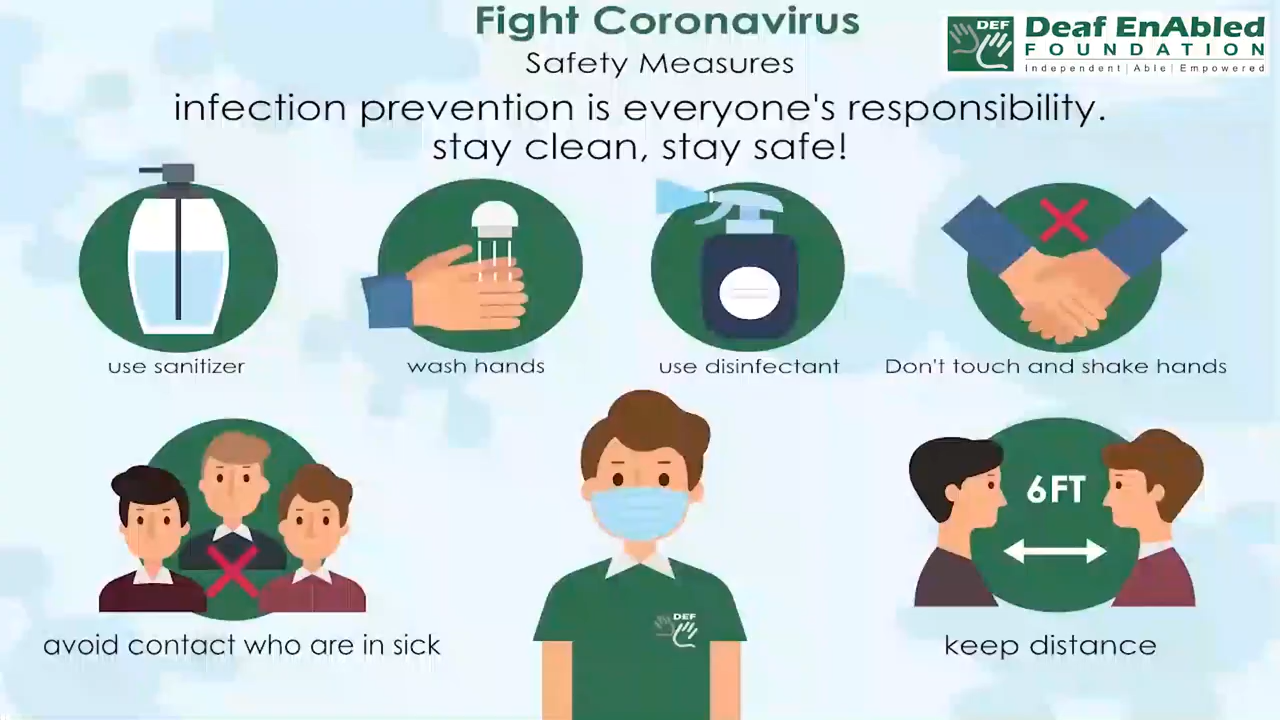 Fight Coronavirus
Safety Measures
infection prevention is everyone's responsibility.
stay clean, stay safe!
DEF
Deaf EnAbled
FOUNDATION
Independent | Able | Empowered
use sanitizer
wash hands
use disinfectant
Don't touch and shake hands
6FT
DEF
avoid contact who are in sick
keep distance